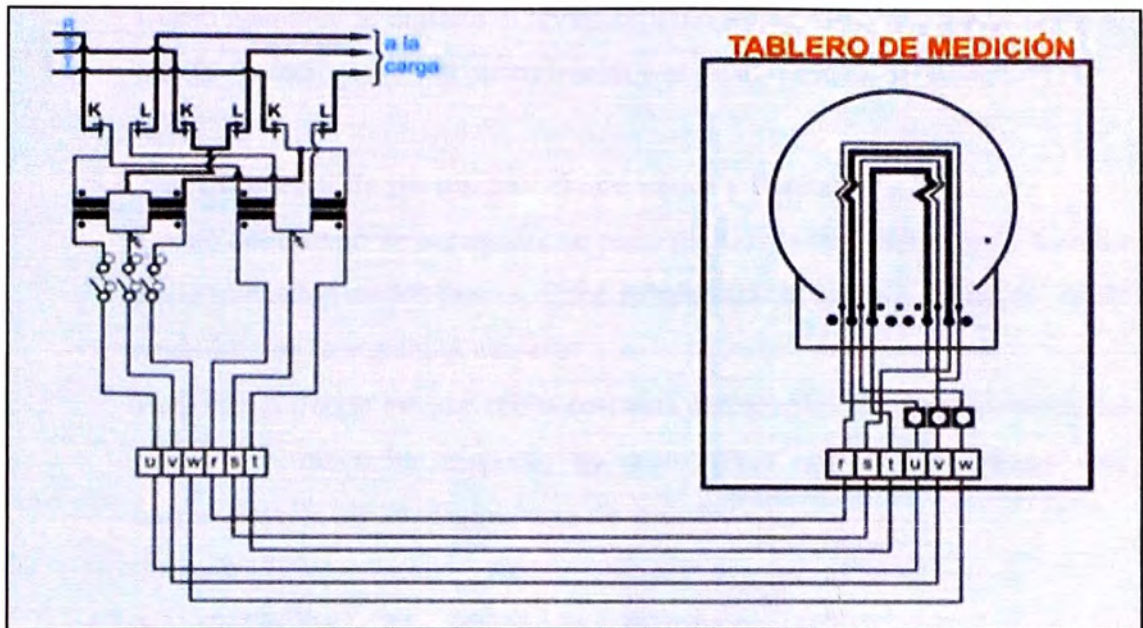 a la
carga
TABLERO DE MEDICIÓN
K L K L K L
u v w r s t
r s t u v w